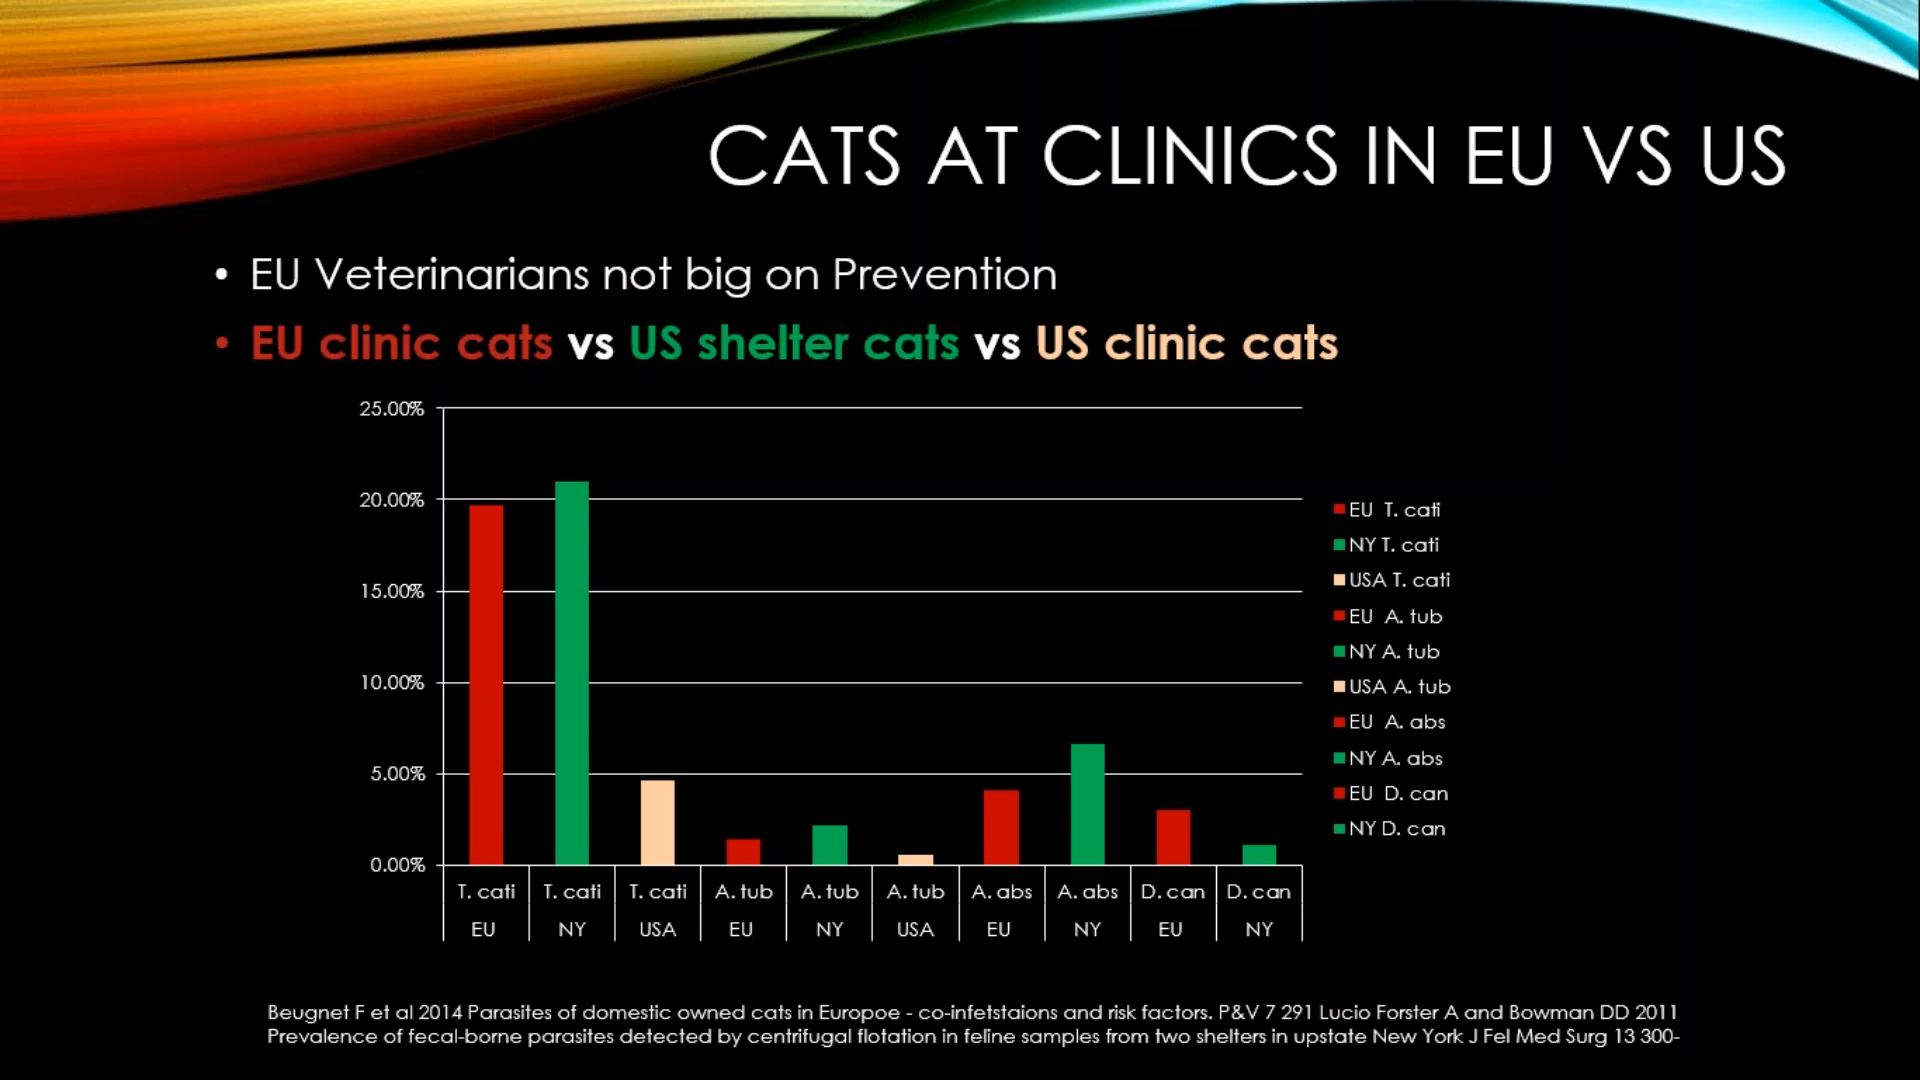 CATS AT CLINICS IN EU VS US
• EU Veterinarians not big on Prevention
• EU clinic cats vs US shelter cats vs US clinic cats
25.00%
20.00%
15.00%
10.00%
5.00%
0.00%
T. cati T. cati T. cati A. tub A. tub A. tub A. abs A. abs D. can D. can
EU NY USA EU NY USA EU NY EU NY
EU T. cati
NY T. cati
USA T. cati
EU A. tub
NY A. tub
USA A. tub
EU A. abs
NY A. abs
EU D. can
NY D. can
Beugnet F et al 2014 Parasites of domestic owned cats in Europoe - co-infetstaions and risk factors. P&V 7 291 Lucio Forster A and Bowman DD 2011
Prevalence of fecal-borne parasites detected by centrifugal flotation in feline samples from two shelters in upstate New York J Fel Med Surg 13 300-